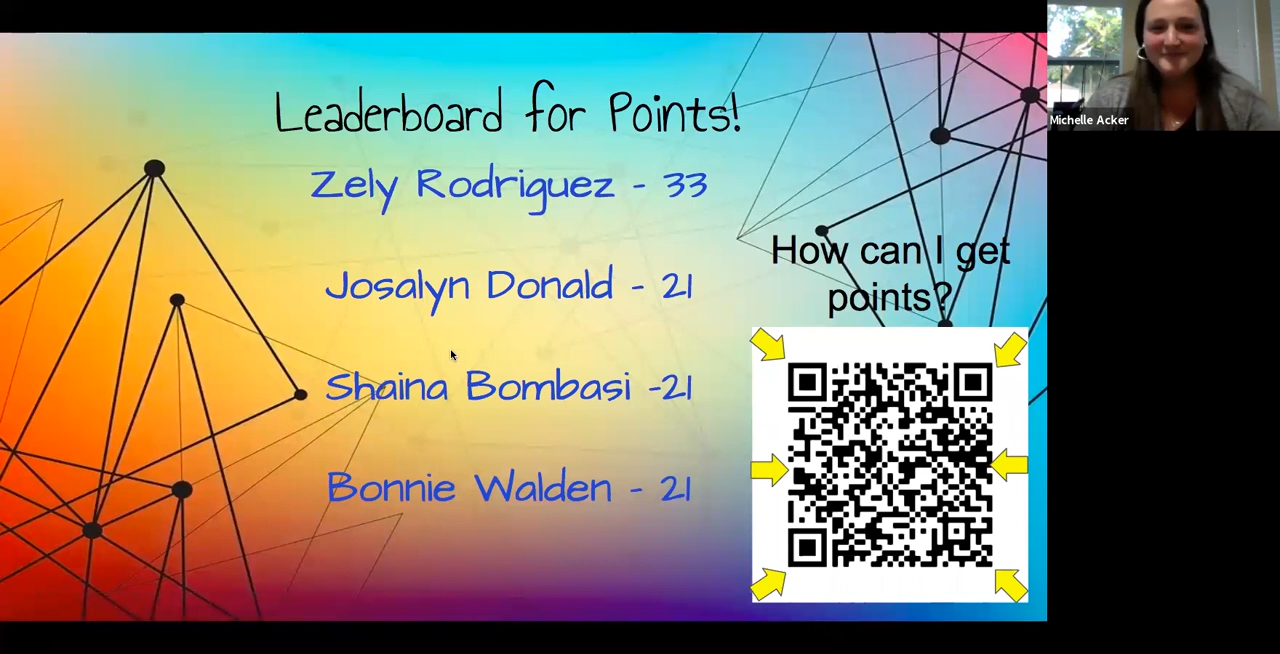 Leaderboard for Points!
Zely Rodriguez - 33
Josalyn Donald - 21
Shaina Bombasi -21
Bonnie Walden - 21
How can I get
points?
Michelle Acker